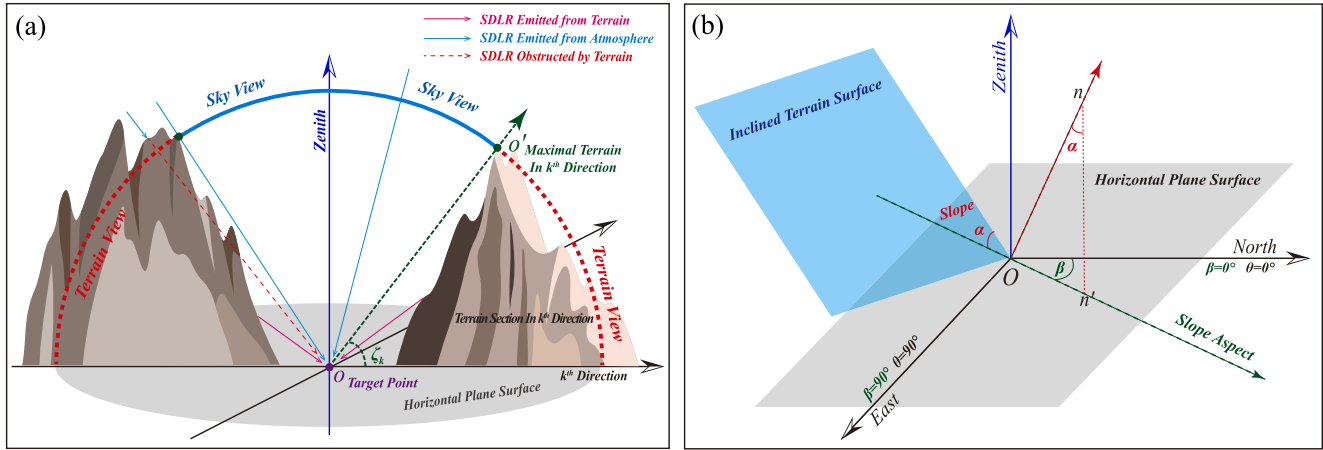 (a)
SDLR Emitted from Terrain
SDLR Emitted from Atmosphere
SDLR Obstructed by Terrain
Sky View
Sky View
Zenith
O'
Maximal Terrain
In kth Direction
Terrain View
Terrain View
Terrain Section In kth Direction
ζk
O
Target Point
kth Direction
Horizontal Plane Surface
(b)
Zenith
n
α
Inclined Terrain Surface
Horizontal Plane Surface
Slope
α
North
β
β=0° θ=0°
O
n'
Slope Aspect
β=90° θ=90°
East